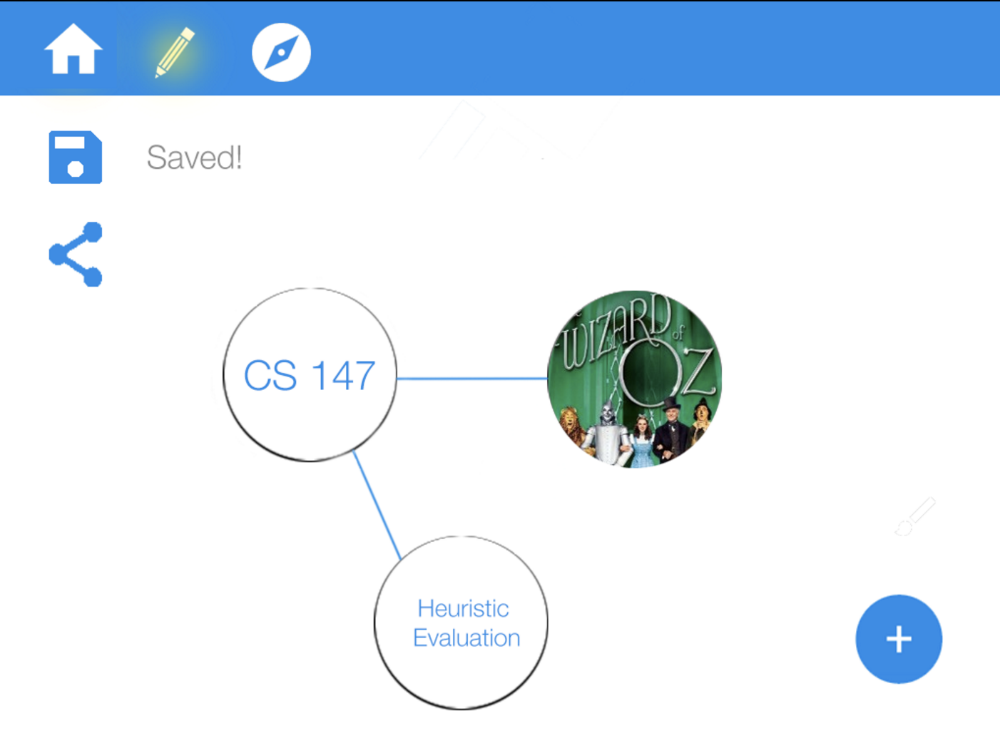 Saved!
CS 147
WIZARD
of
OZ
Heuristic
Evaluation
+